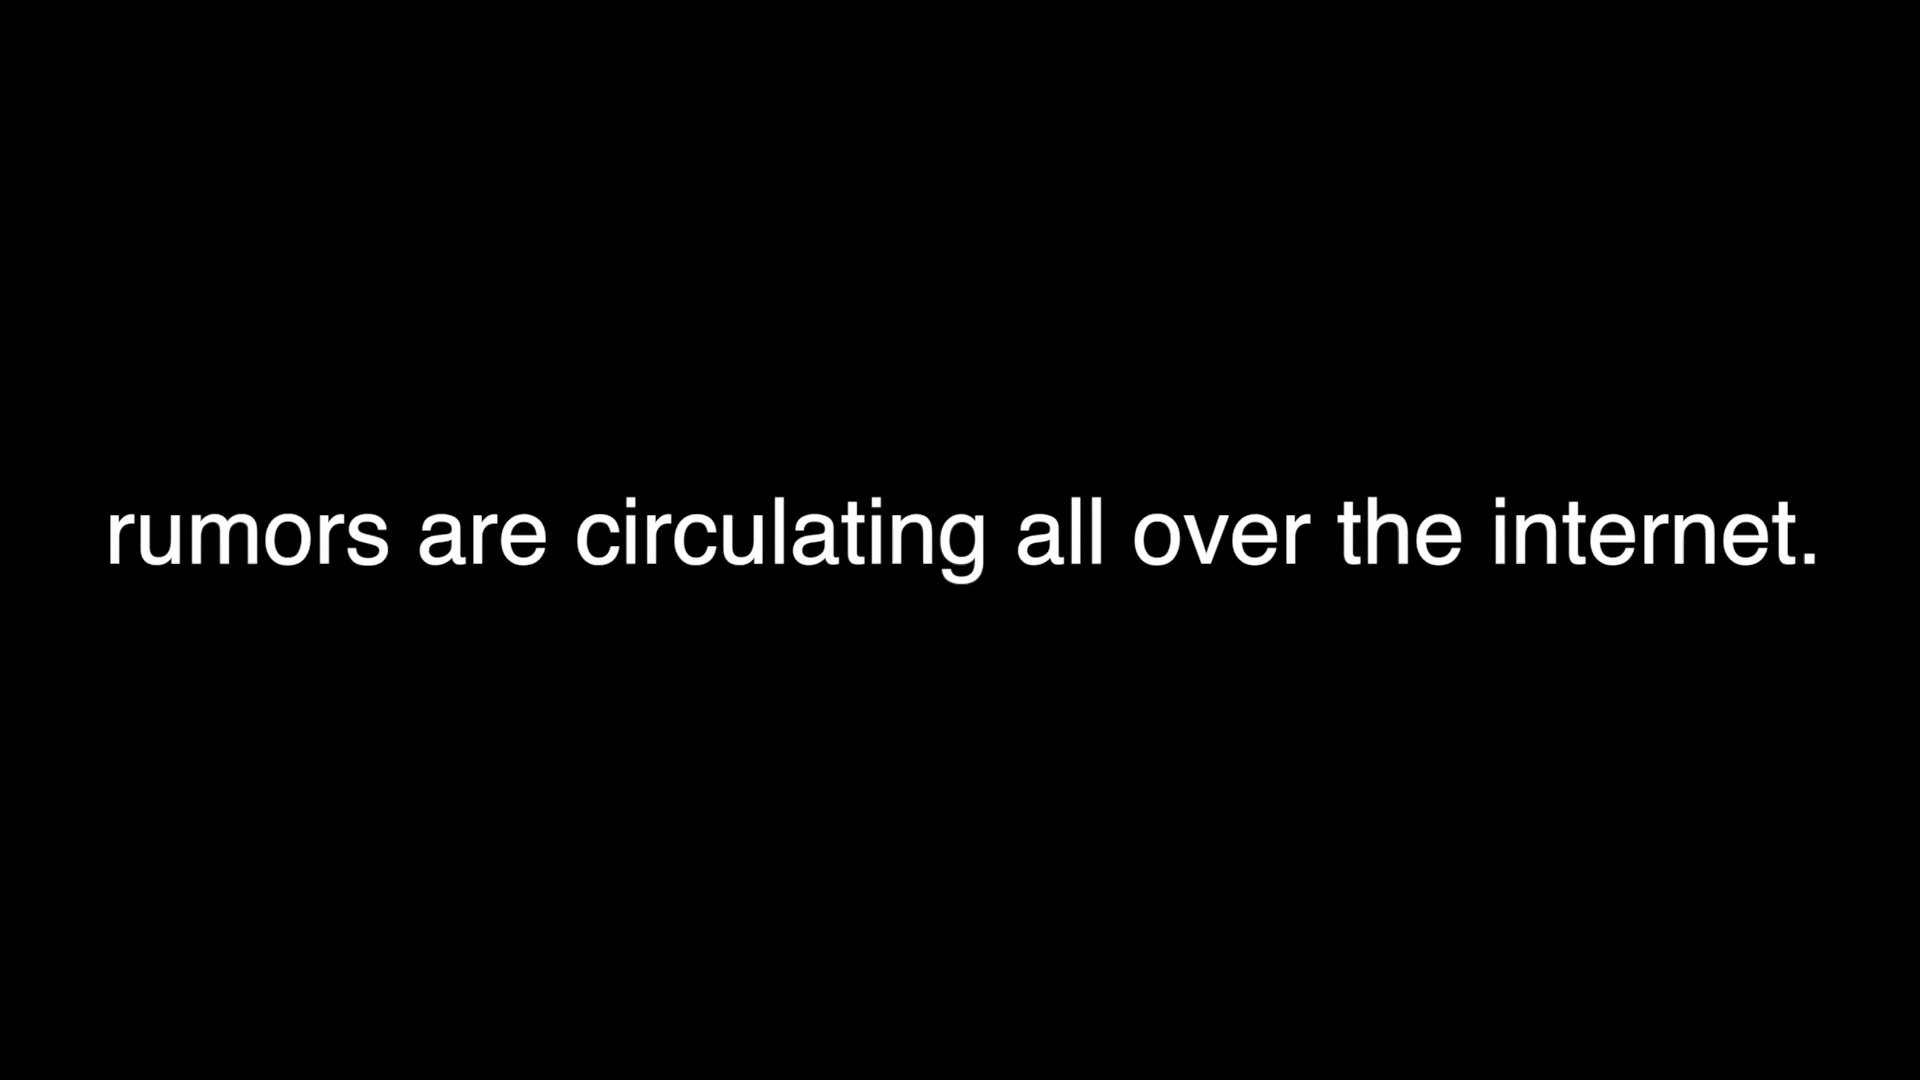 rumors are circulating all over the internet.